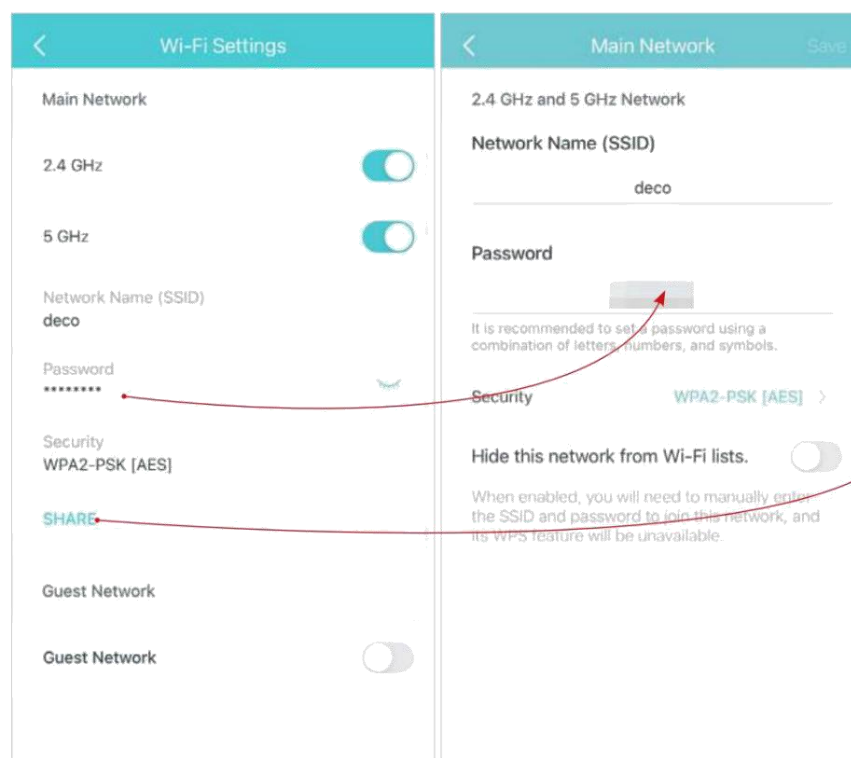 Wi-Fi Settings
Main Network
2.4 GHz
5 GHz
Network Name (SSID)
deco
Password
********
Security
WPA2-PSK [AES]
SHARE
Guest Network
Guest Network
Main Network
Save
2.4 GHz and 5 GHz Network
Network Name (SSID)
deco
Password
It is recommended to set a password using a
combination of letters, numbers, and symbols.
Security
WPA2-PSK [AES]
Hide this network from Wi-Fi lists.
When enabled, you will need to manually enter
the SSID and password to join this network, and
its WPS feature will be unavailable.